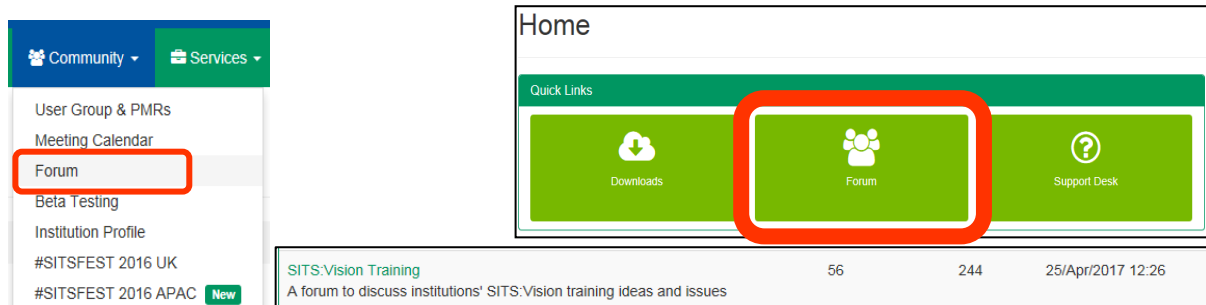 Community
Services
User Group & PMRs
Meeting Calendar
Forum
Beta Testing
Institution Profile
#SITSFEST 2016 UK
#SITSFEST 2016 APAC New
Home
Quick Links
Downloads
Forum
Support Desk
SITS:Vision Training 56 244 25/Apr/2017 12:26
A forum to discuss institutions' SITS:Vision training ideas and issues